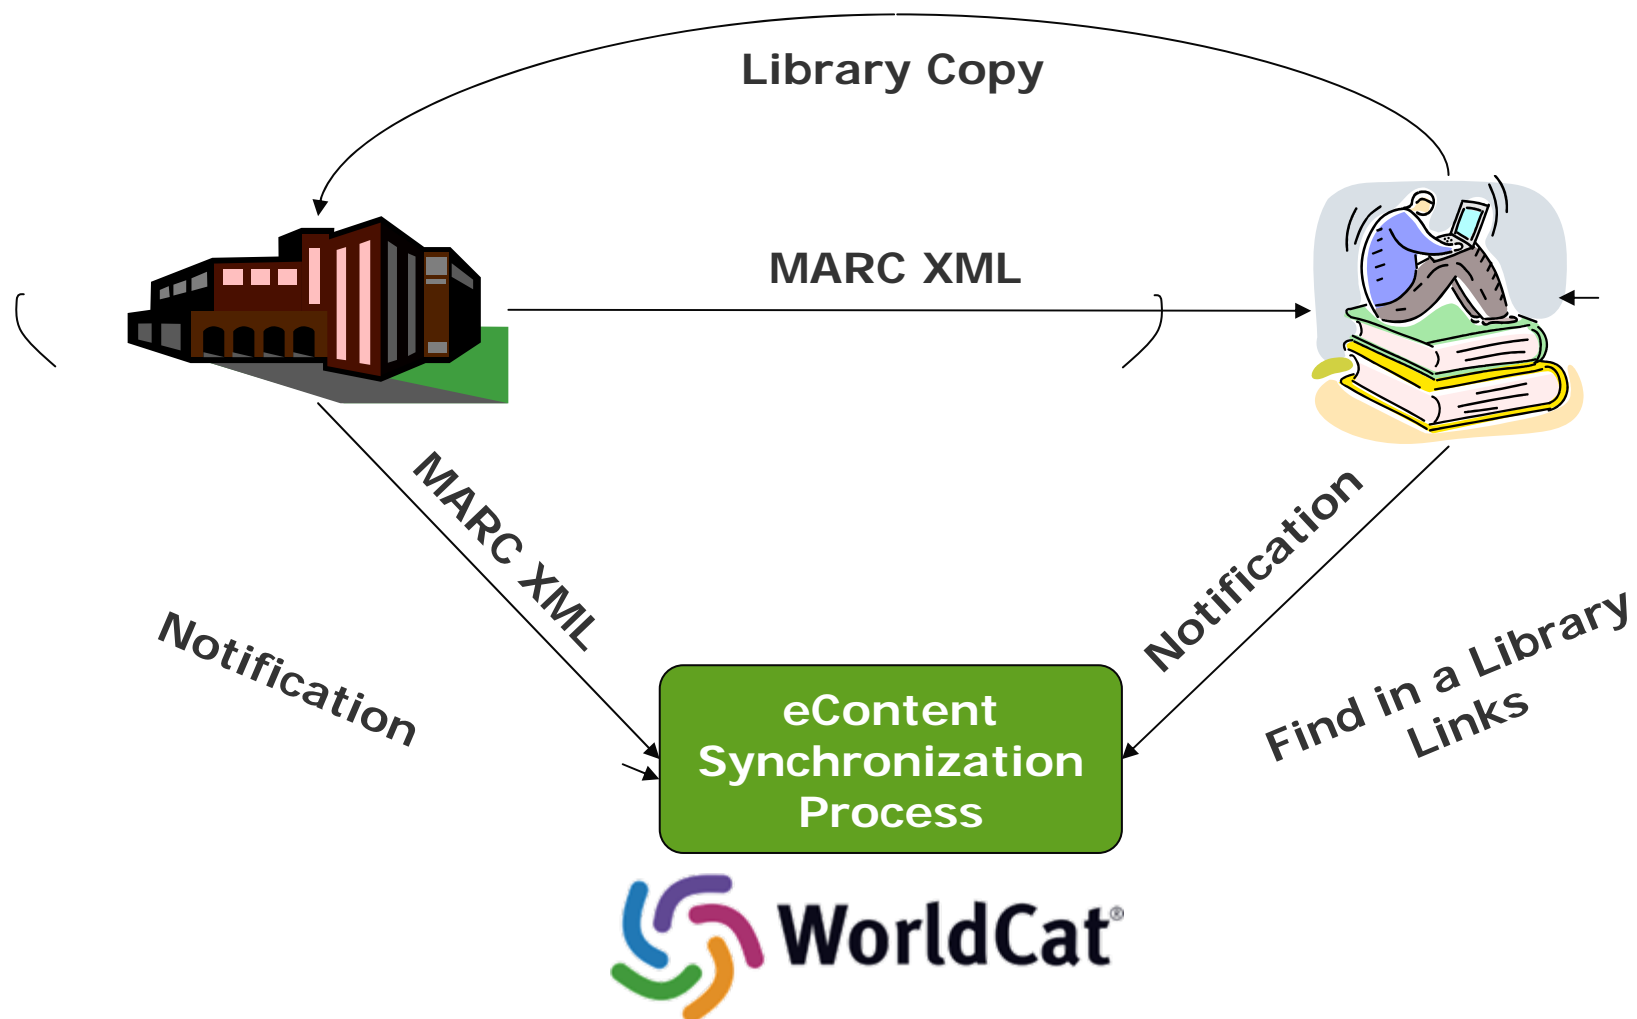 Library Copy
MARC XML
MARC XML
Notification
Notification
Find in a Library
Links
eContent
Synchronization
Process
WorldCat®